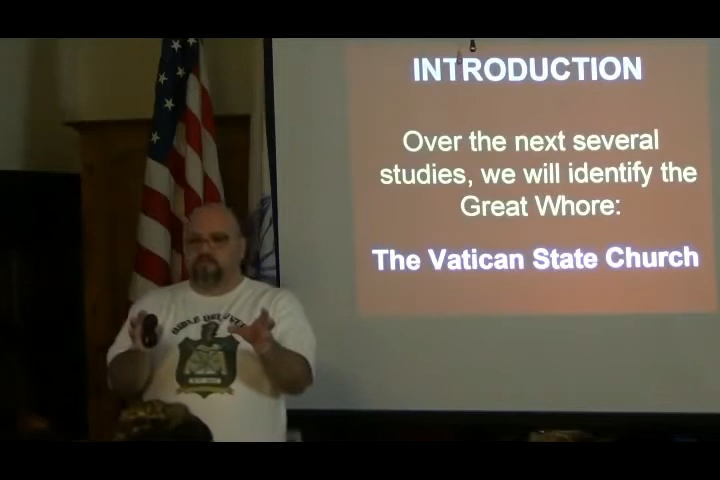 INTRODUCTION
Over the next several
studies, we will identify the
Great Whore:
The Vatican State Church